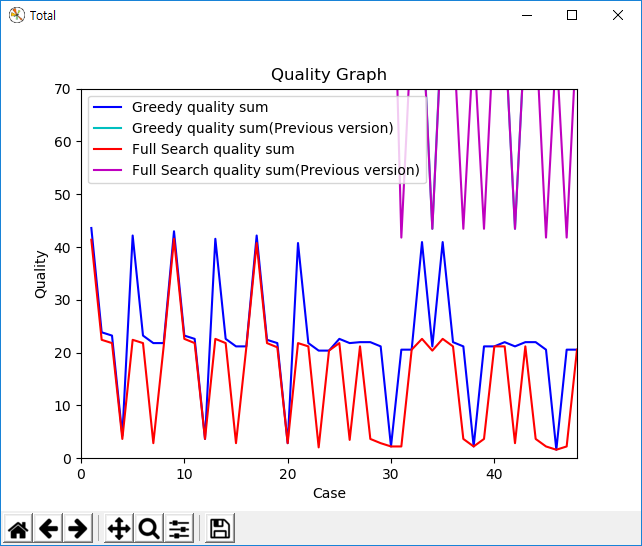 Total
Quality Graph
70
60
50
40
30
20
10
0
Quality
Greedy quality sum
Greedy quality sum(Previous version)
Full Search quality sum
Full Search quality sum(Previous version)
0 10 20 30 40
Case